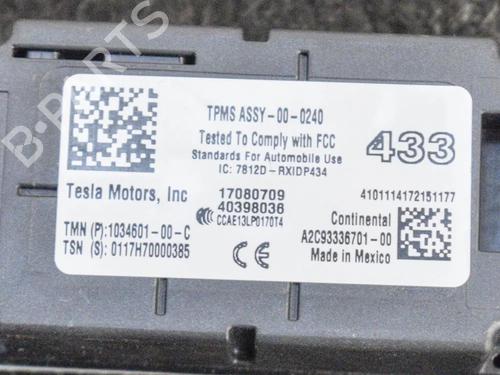 TPMS ASSY-00-0240
Tested To Comply with FCC
Standards For Automobile Use
IC: 7812D-RXIDP434
433
Tesla Motors, Inc
17080709
40398036
CCAE13LP0170T4
4101114172151177
TMN (P):1034601-00-C
TSN (S): 0117H70000385
CE
Continental
A2C93336701-00
Made in Mexico
B-PARTS